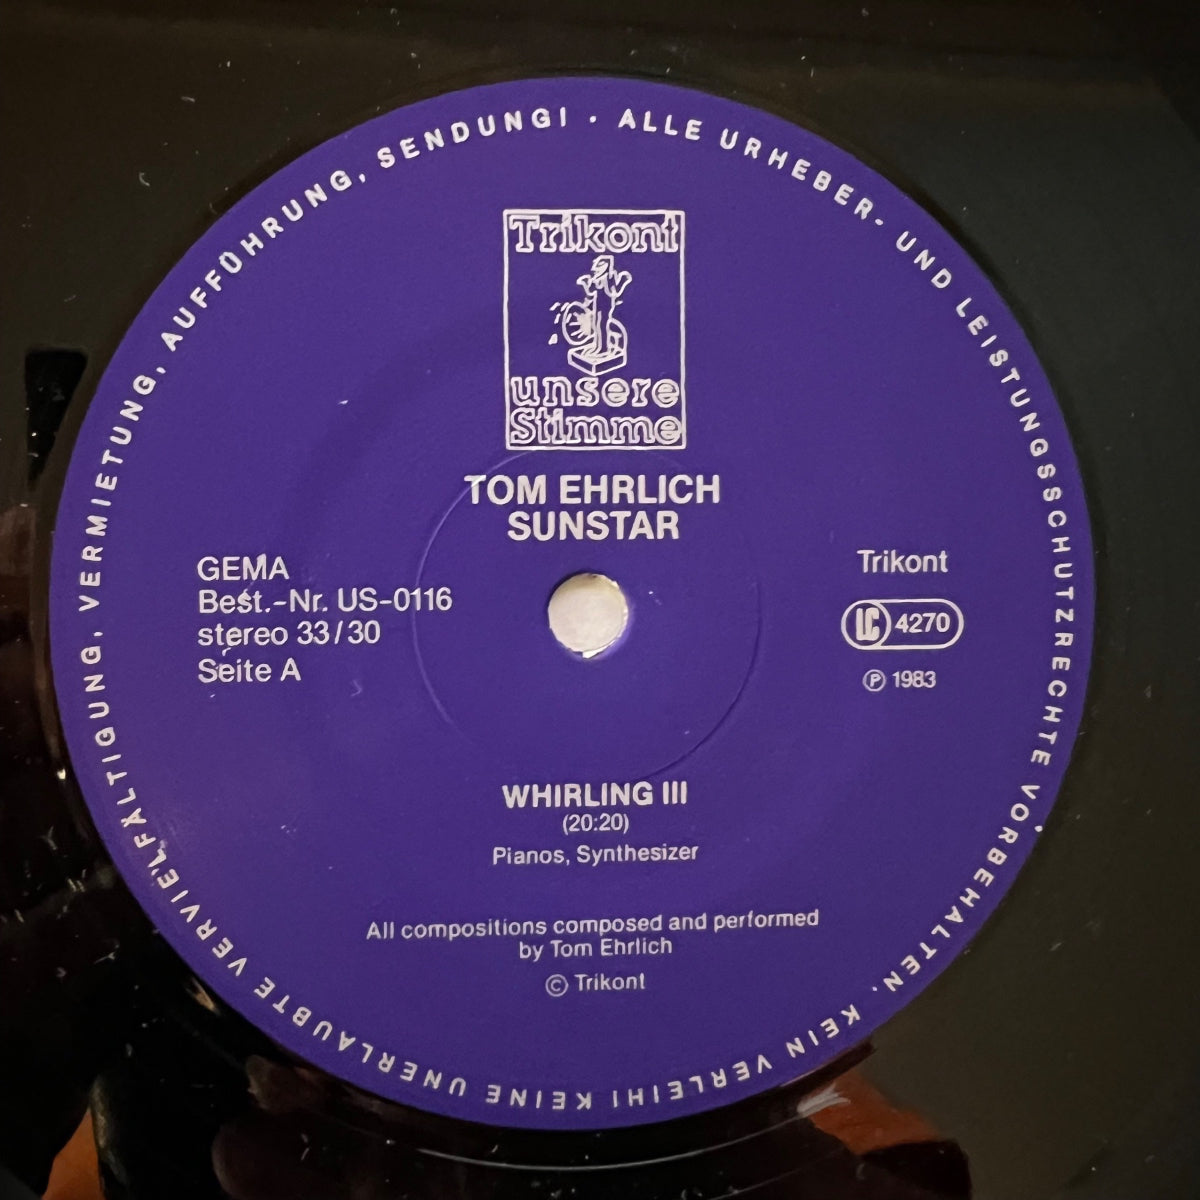 ALLE URHEBER- UND LEISTUNGSSCHUTZRECHTE VORBEHALTEN. KEIN VERLEIH! KEINE UNERLAUBTE VERVIELFÄLTIGUNG, VERMIETUNG, AUFFÜHRUNG, SENDUNG! ·
Trikont
unsere
Stimme
TOM EHRLICH
SUNSTAR
GEMA
Best.-Nr. US-0116
stereo 33/30
Seite A
Trikont
LC 4270
℗ 1983
WHIRLING III
(20:20)
Pianos, Synthesizer
All compositions composed and performed
by Tom Ehrlich
© Trikont